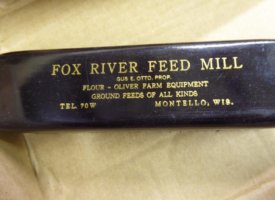 FOX RIVER FEED MILL
GUS E. OTTO, PROP.
FLOUR - OLIVER FARM EQUIPMENT
GROUND FEEDS OF ALL KINDS
TEL. 70W MONTELLO, WIS.